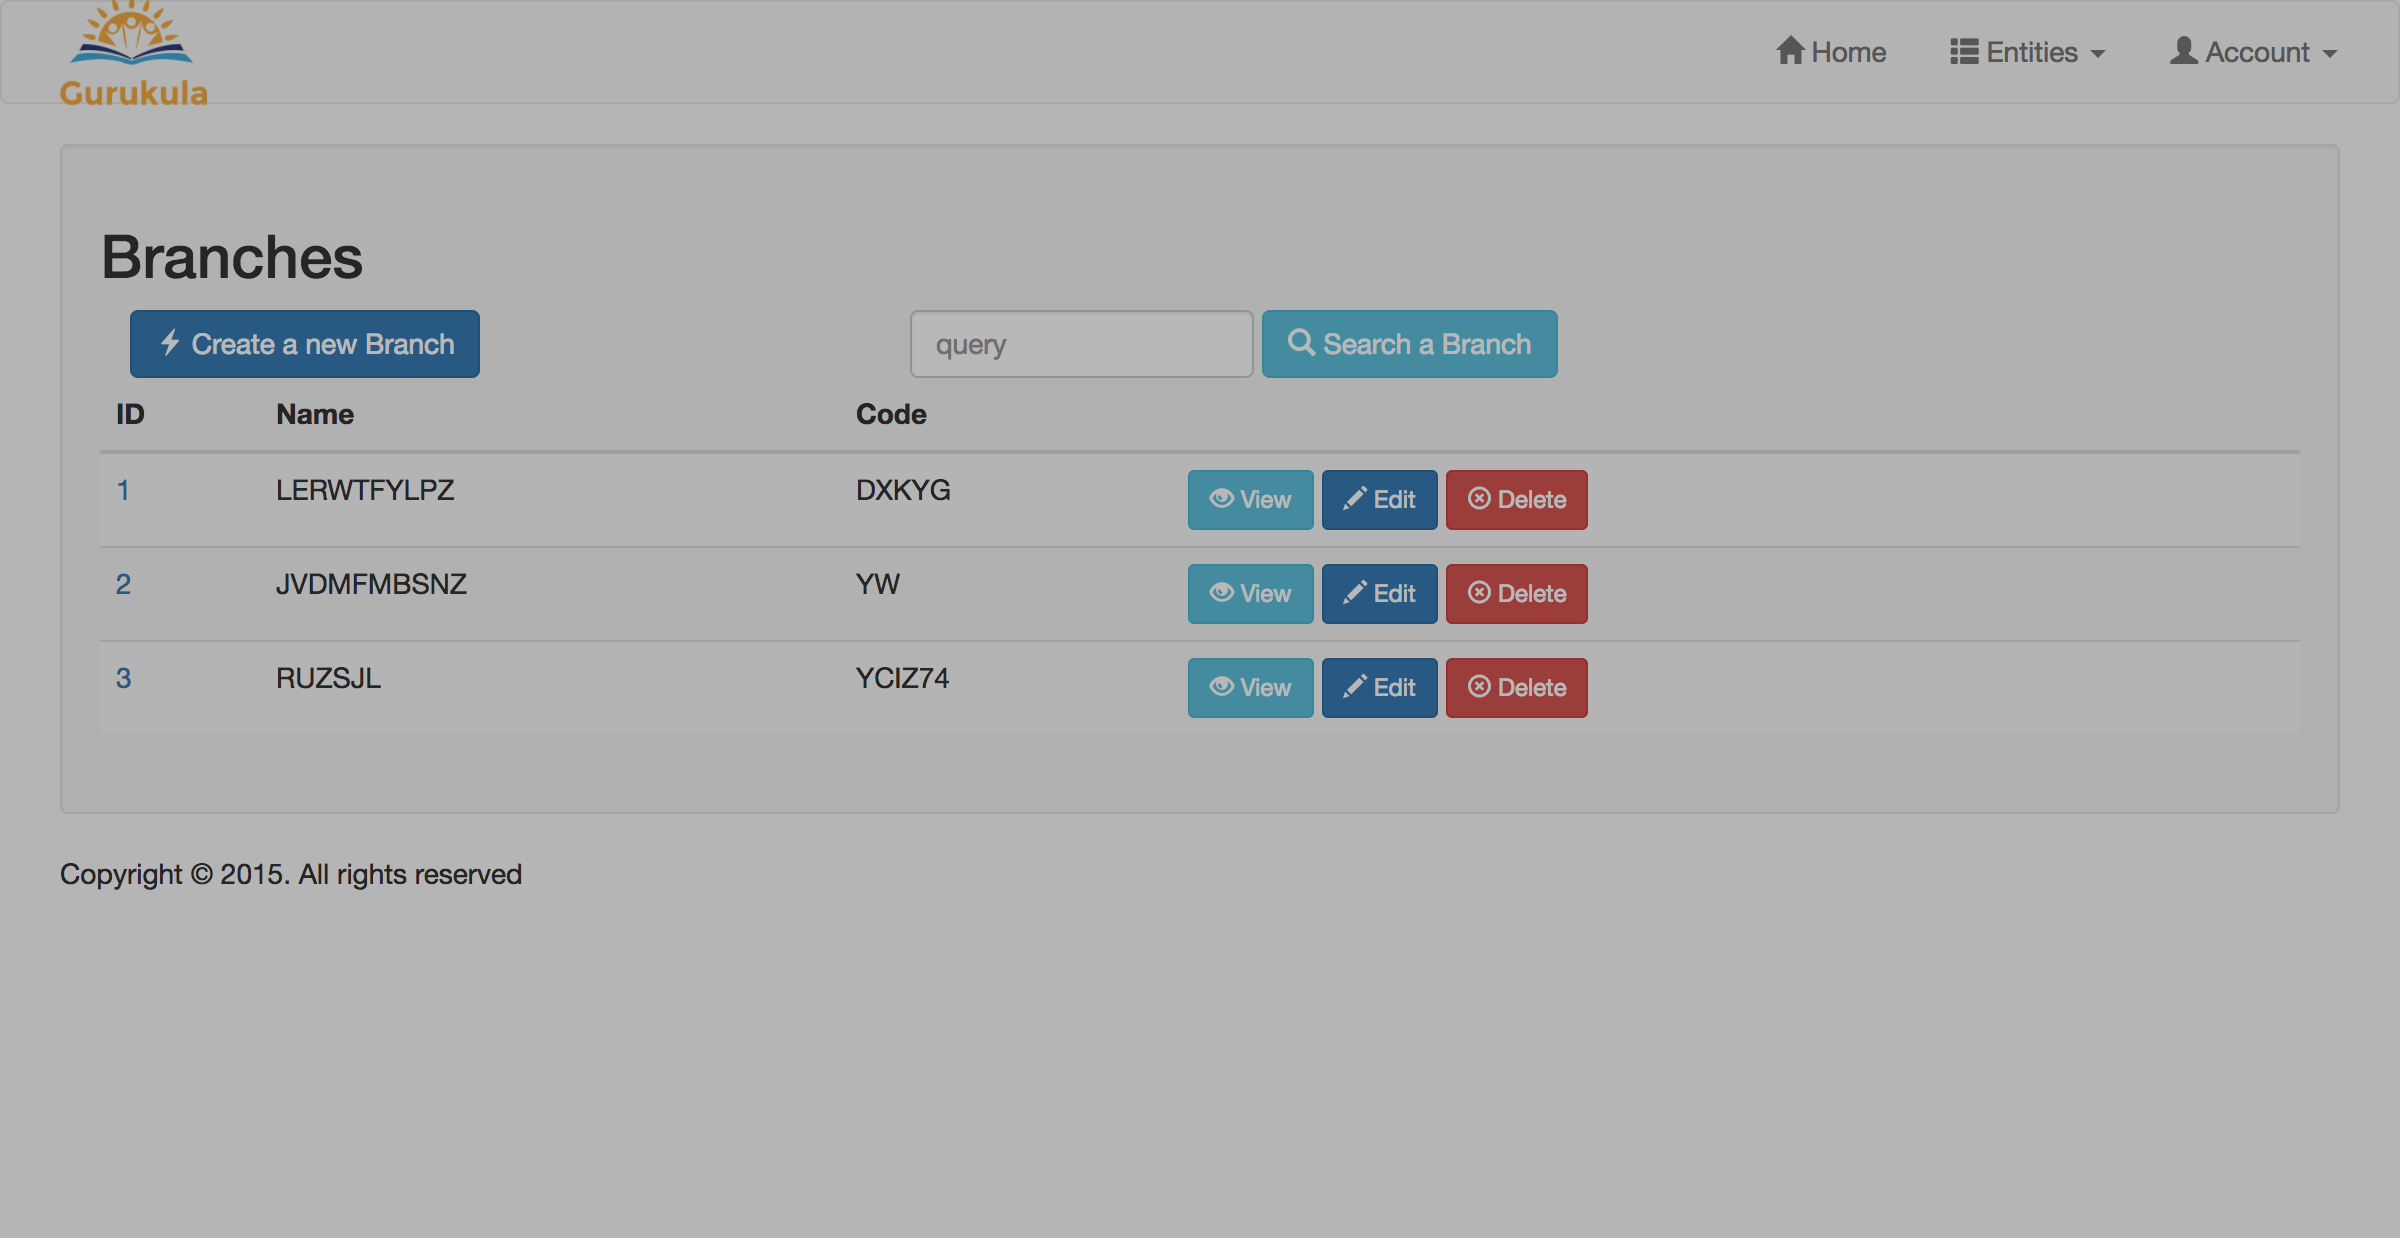 Gurukula
Home Entities Account
Branches
Create a new Branch query Search a Branch
ID Name Code
1 LERWTFYLPZ DXKYG View Edit Delete
2 JVDMFMBSNZ YW View Edit Delete
3 RUZSJL YCIZ74 View Edit Delete
Copyright © 2015. All rights reserved